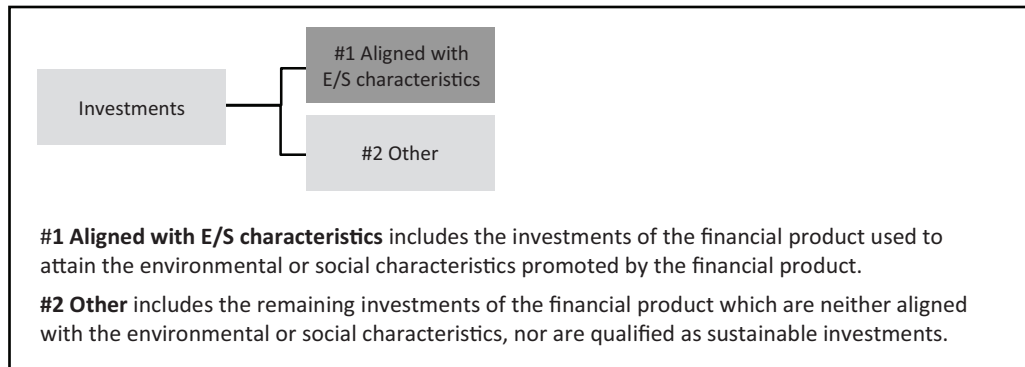 #1 Aligned with
E/S characteristics
Investments
#2 Other
#1 Aligned with E/S characteristics includes the investments of the financial product used to
attain the environmental or social characteristics promoted by the financial product.
#2 Other includes the remaining investments of the financial product which are neither aligned
with the environmental or social characteristics, nor are qualified as sustainable investments.